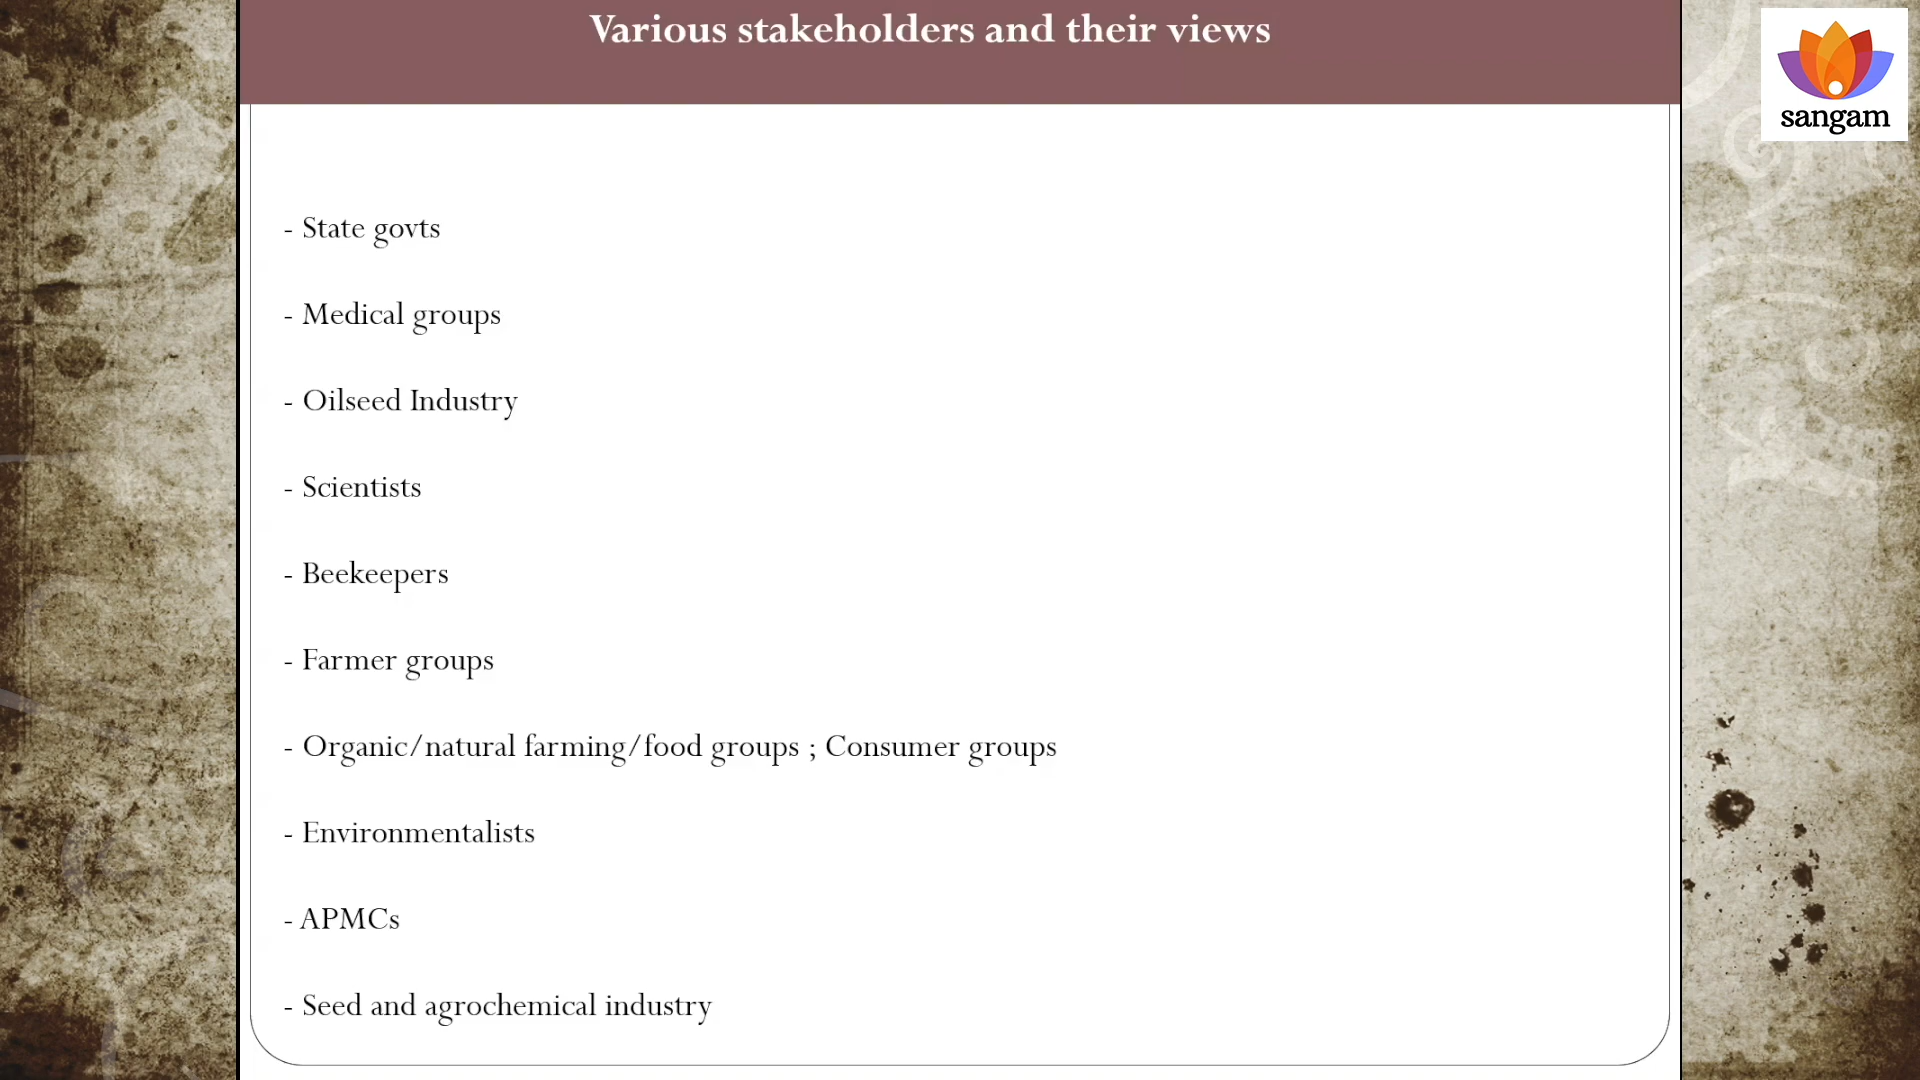 Various stakeholders and their views
sangam
- State govts
- Medical groups
- Oilseed Industry
- Scientists
- Beekeepers
- Farmer groups
- Organic/natural farming/food groups ; Consumer groups
- Environmentalists
- APMCs
- Seed and agrochemical industry